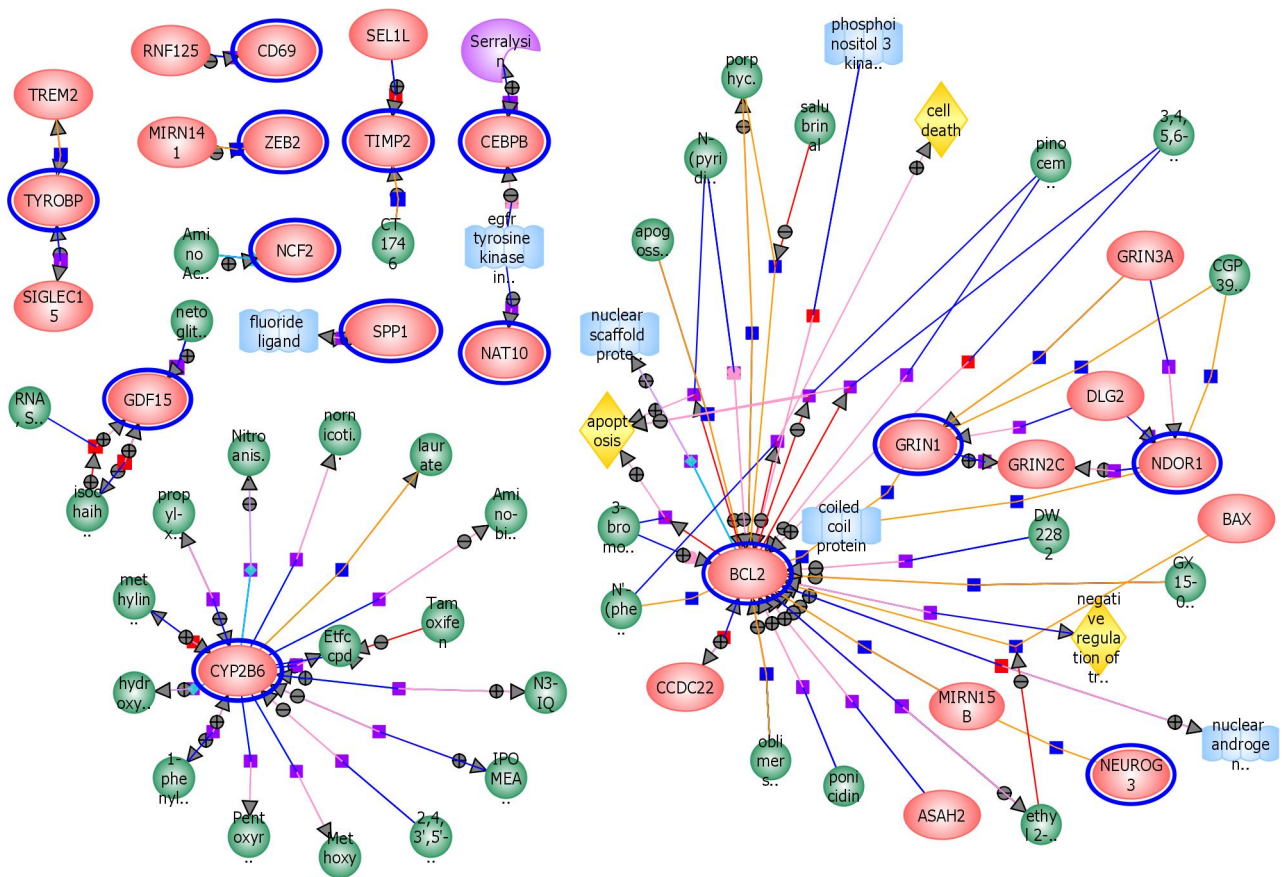 RNF125
CD69
SEL1L
Serralysi
n
TREM2
MIRN14
1
ZEB2
TIMP2
CEBPB
TYROBP
Ami
no
Ac..
NCF2
CT
174
6
egfr
tyrosine
kinase
in..
SIGLEC1
5
neto
glit..
fluoride
ligand
SPP1
NAT10
GDF15
RNA
, S..
isoc
haih
..
Nitro
anis.
.
norn
icoti.
.
laur
ate
prop
yl-
x..
Ami
no-
bi..
met
hylin
..
Tam
oxife
n
Etfc
cpd
CYP2B6
hydr
oxy..
N3-
IQ
1-
phe
nyl..
IPO
MEA
..
Pent
oxyr
..
Met
hoxy
..
2,4,
3',5'-
..
phosphoi
nositol 3
kina..
porp
hyc.
.
salu
brin
al
cell
death
N-
(pyri
di..
pino
cem
..
3,4,
5,6-
..
apog
oss..
GRIN3A
CGP
39..
nuclear
scaffold
prote..
DLG2
apopt
osis
GRIN1
GRIN2C
NDOR1
3-
bro
mo..
coiled
coil
protein
DW
228
2
BAX
BCL2
N'-
(phe
..
GX
15-
0..
negati
ve
regula
tion of
tr..
CCDC22
MIRN15
B
nuclear
androge
n..
obli
mer
s..
poni
cidin
NEUROG
3
ASAH2
ethy
l 2-..